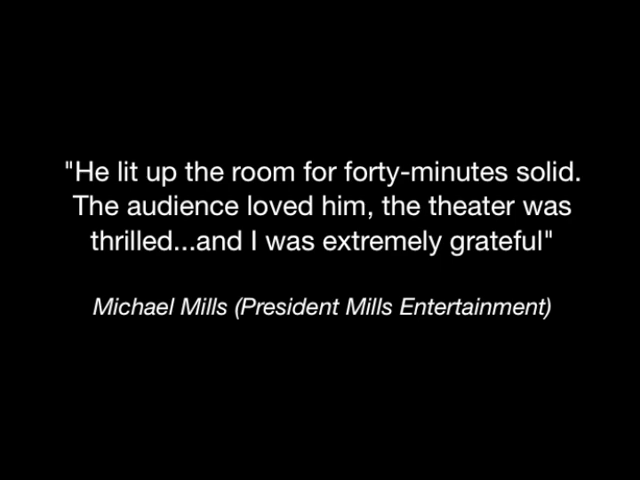 "He lit up the room for forty-minutes solid.
The audience loved him, the theater was
thrilled...and I was extremely grateful"
Michael Mills (President Mills Entertainment)